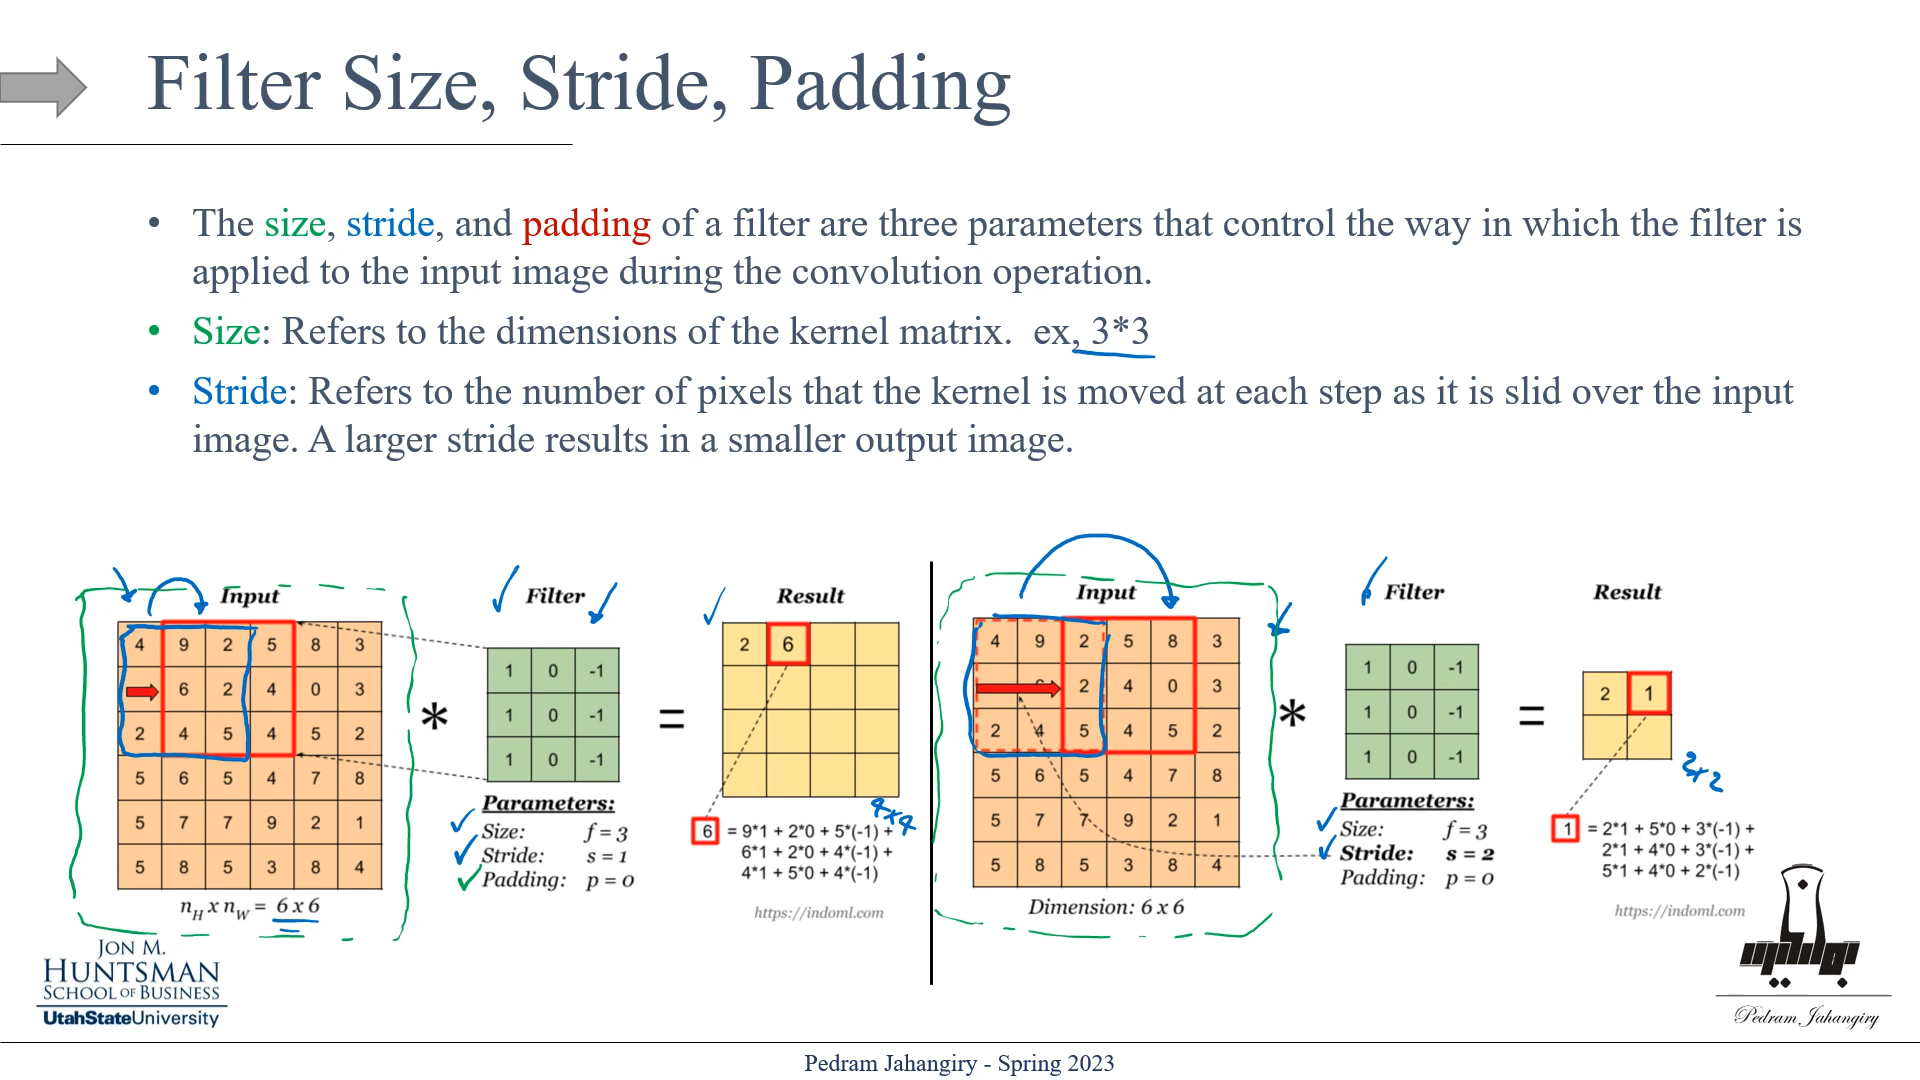 Filter Size, Stride, Padding
• The size, stride, and padding of a filter are three parameters that control the way in which the filter is
applied to the input image during the convolution operation.
• Size: Refers to the dimensions of the kernel matrix. ex, 3*3
• Stride: Refers to the number of pixels that the kernel is moved at each step as it is slid over the input
image. A larger stride results in a smaller output image.
Input
4 9 2 5 8 3
6 2 4 0 3
2 4 5 4 5 2
5 6 5 4 7 8
5 7 7 9 2 1
5 8 5 3 8 4
nH x nW = 6 x 6
*
Filter
1 0 -1
1 0 -1
1 0 -1
Parameters:
Size: f = 3
Stride: s = 1
Padding: p = 0
=
Result
2 6
4x4
6 = 9*1 + 2*0 + 5*(-1) +
6*1 + 2*0 + 4*(-1) +
4*1 + 5*0 + 4*(-1)
https://indoml.com
Input
4 9 2 5 8 3
2 4 0 3
2 4 5 4 5 2
5 6 5 4 7 8
5 7 7 9 2 1
5 8 5 3 8 4
Dimension: 6 x 6
*
Filter
1 0 -1
1 0 -1
1 0 -1
Parameters:
Size: f = 3
Stride: s = 2
Padding: p = 0
=
Result
2 1
2x2
1 = 2*1 + 5*0 + 3*(-1) +
2*1 + 4*0 + 3*(-1) +
5*1 + 4*0 + 2*(-1)
https://indoml.com
JON M.
HUNTSMAN
SCHOOL OF BUSINESS
UtahStateUniversity
Pedram Jahangiry
Pedram Jahangiry - Spring 2023